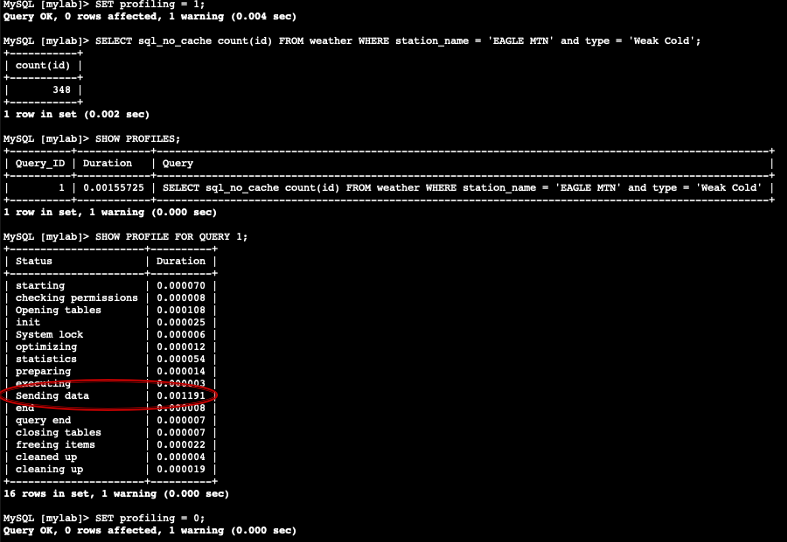 MySQL [mylab]> SET profiling = 1;
Query OK, 0 rows affected, 1 warning (0.004 sec)
MySQL [mylab]> SELECT sql_no_cache count(id) FROM weather WHERE station_name = 'EAGLE MTN' and type = 'Weak Cold';
+-----------+
| count(id) |
+-----------+
|       348 |
+-----------+
1 row in set (0.002 sec)
MySQL [mylab]> SHOW PROFILES;
+----------+------------+------------------------------------------------------------------------------------------------+
| Query_ID | Duration   | Query                                                                                          |
+----------+------------+------------------------------------------------------------------------------------------------+
|        1 | 0.00155725 | SELECT sql_no_cache count(id) FROM weather WHERE station_name = 'EAGLE MTN' and type = 'Weak Cold' |
+----------+------------+------------------------------------------------------------------------------------------------+
1 row in set, 1 warning (0.000 sec)
MySQL [mylab]> SHOW PROFILE FOR QUERY 1;
+----------------------+----------+
| Status               | Duration |
+----------------------+----------+
| starting             | 0.000070 |
| checking permissions | 0.000008 |
| Opening tables       | 0.000108 |
| init                 | 0.000025 |
| System lock          | 0.000006 |
| optimizing           | 0.000012 |
| statistics           | 0.000054 |
| preparing            | 0.000014 |
| executing            | 0.000003 |
| Sending data         | 0.001191 |
| end                  | 0.000008 |
| query end            | 0.000007 |
| closing tables       | 0.000007 |
| freeing items        | 0.000022 |
| cleaned up           | 0.000004 |
| cleaning up          | 0.000019 |
+----------------------+----------+
16 rows in set, 1 warning (0.000 sec)
MySQL [mylab]> SET profiling = 0;
Query OK, 0 rows affected, 1 warning (0.000 sec)